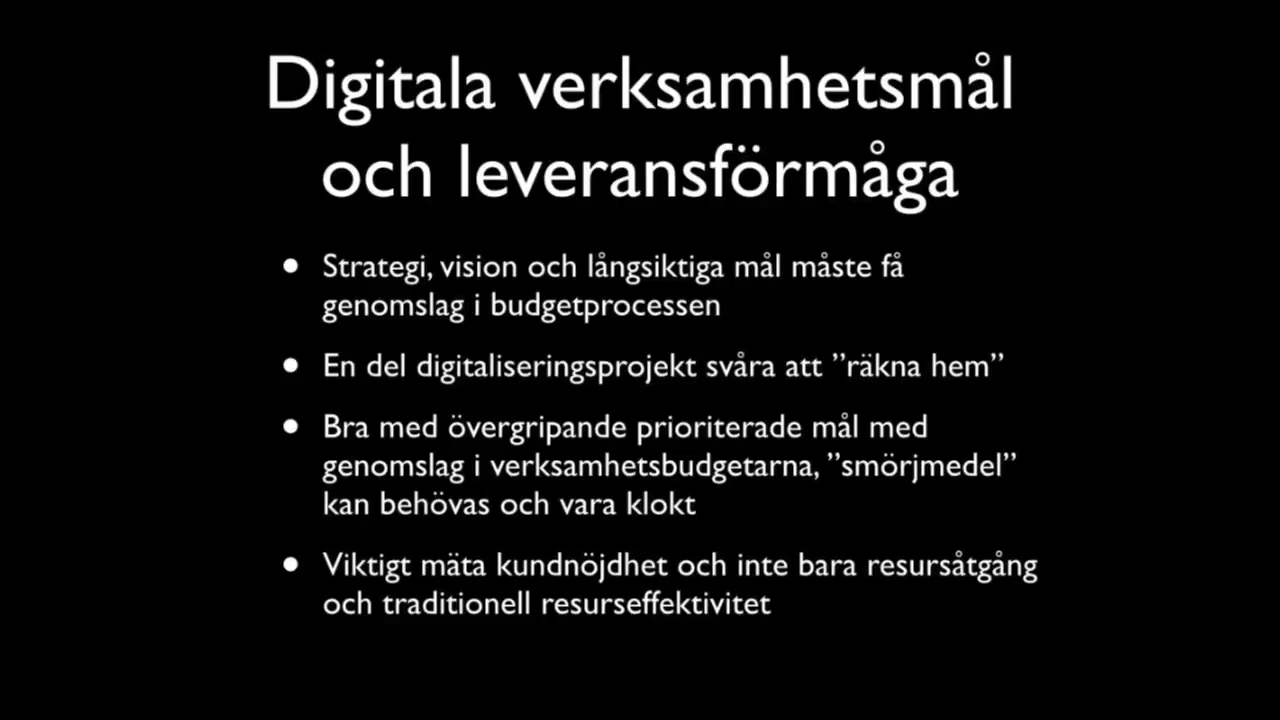 Digitala verksamhetsmål
och leveransförmåga
• Strategi, vision och långsiktiga mål måste få
genomslag i budgetprocessen
• En del digitaliseringsprojekt svåra att ”räkna hem”
• Bra med övergripande prioriterade mål med
genomslag i verksamhetsbudgetarna, ”smörjmedel”
kan behövas och vara klokt
• Viktigt mäta kundnöjdhet och inte bara resursåtgång
och traditionell resurseffektivitet